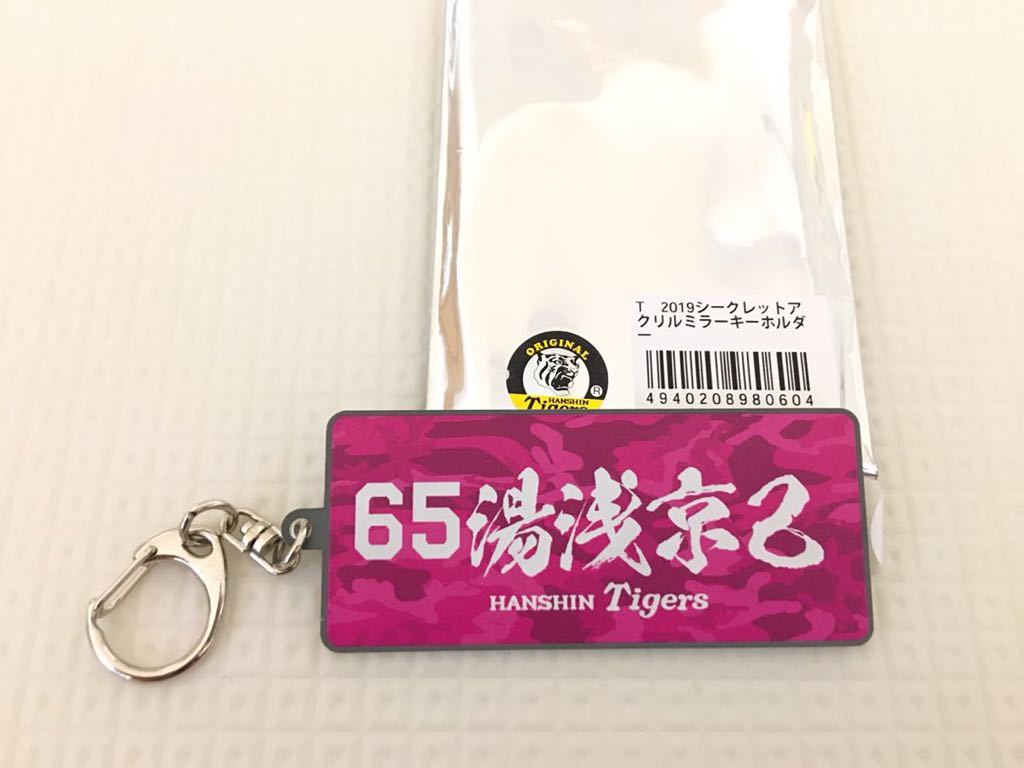 T 2019シークレットア
クリルミラーキーホルダ
ー
4940208980604
ORIGINAL
HANSHIN
Tigers
®
65湯浅京己
HANSHIN Tigers